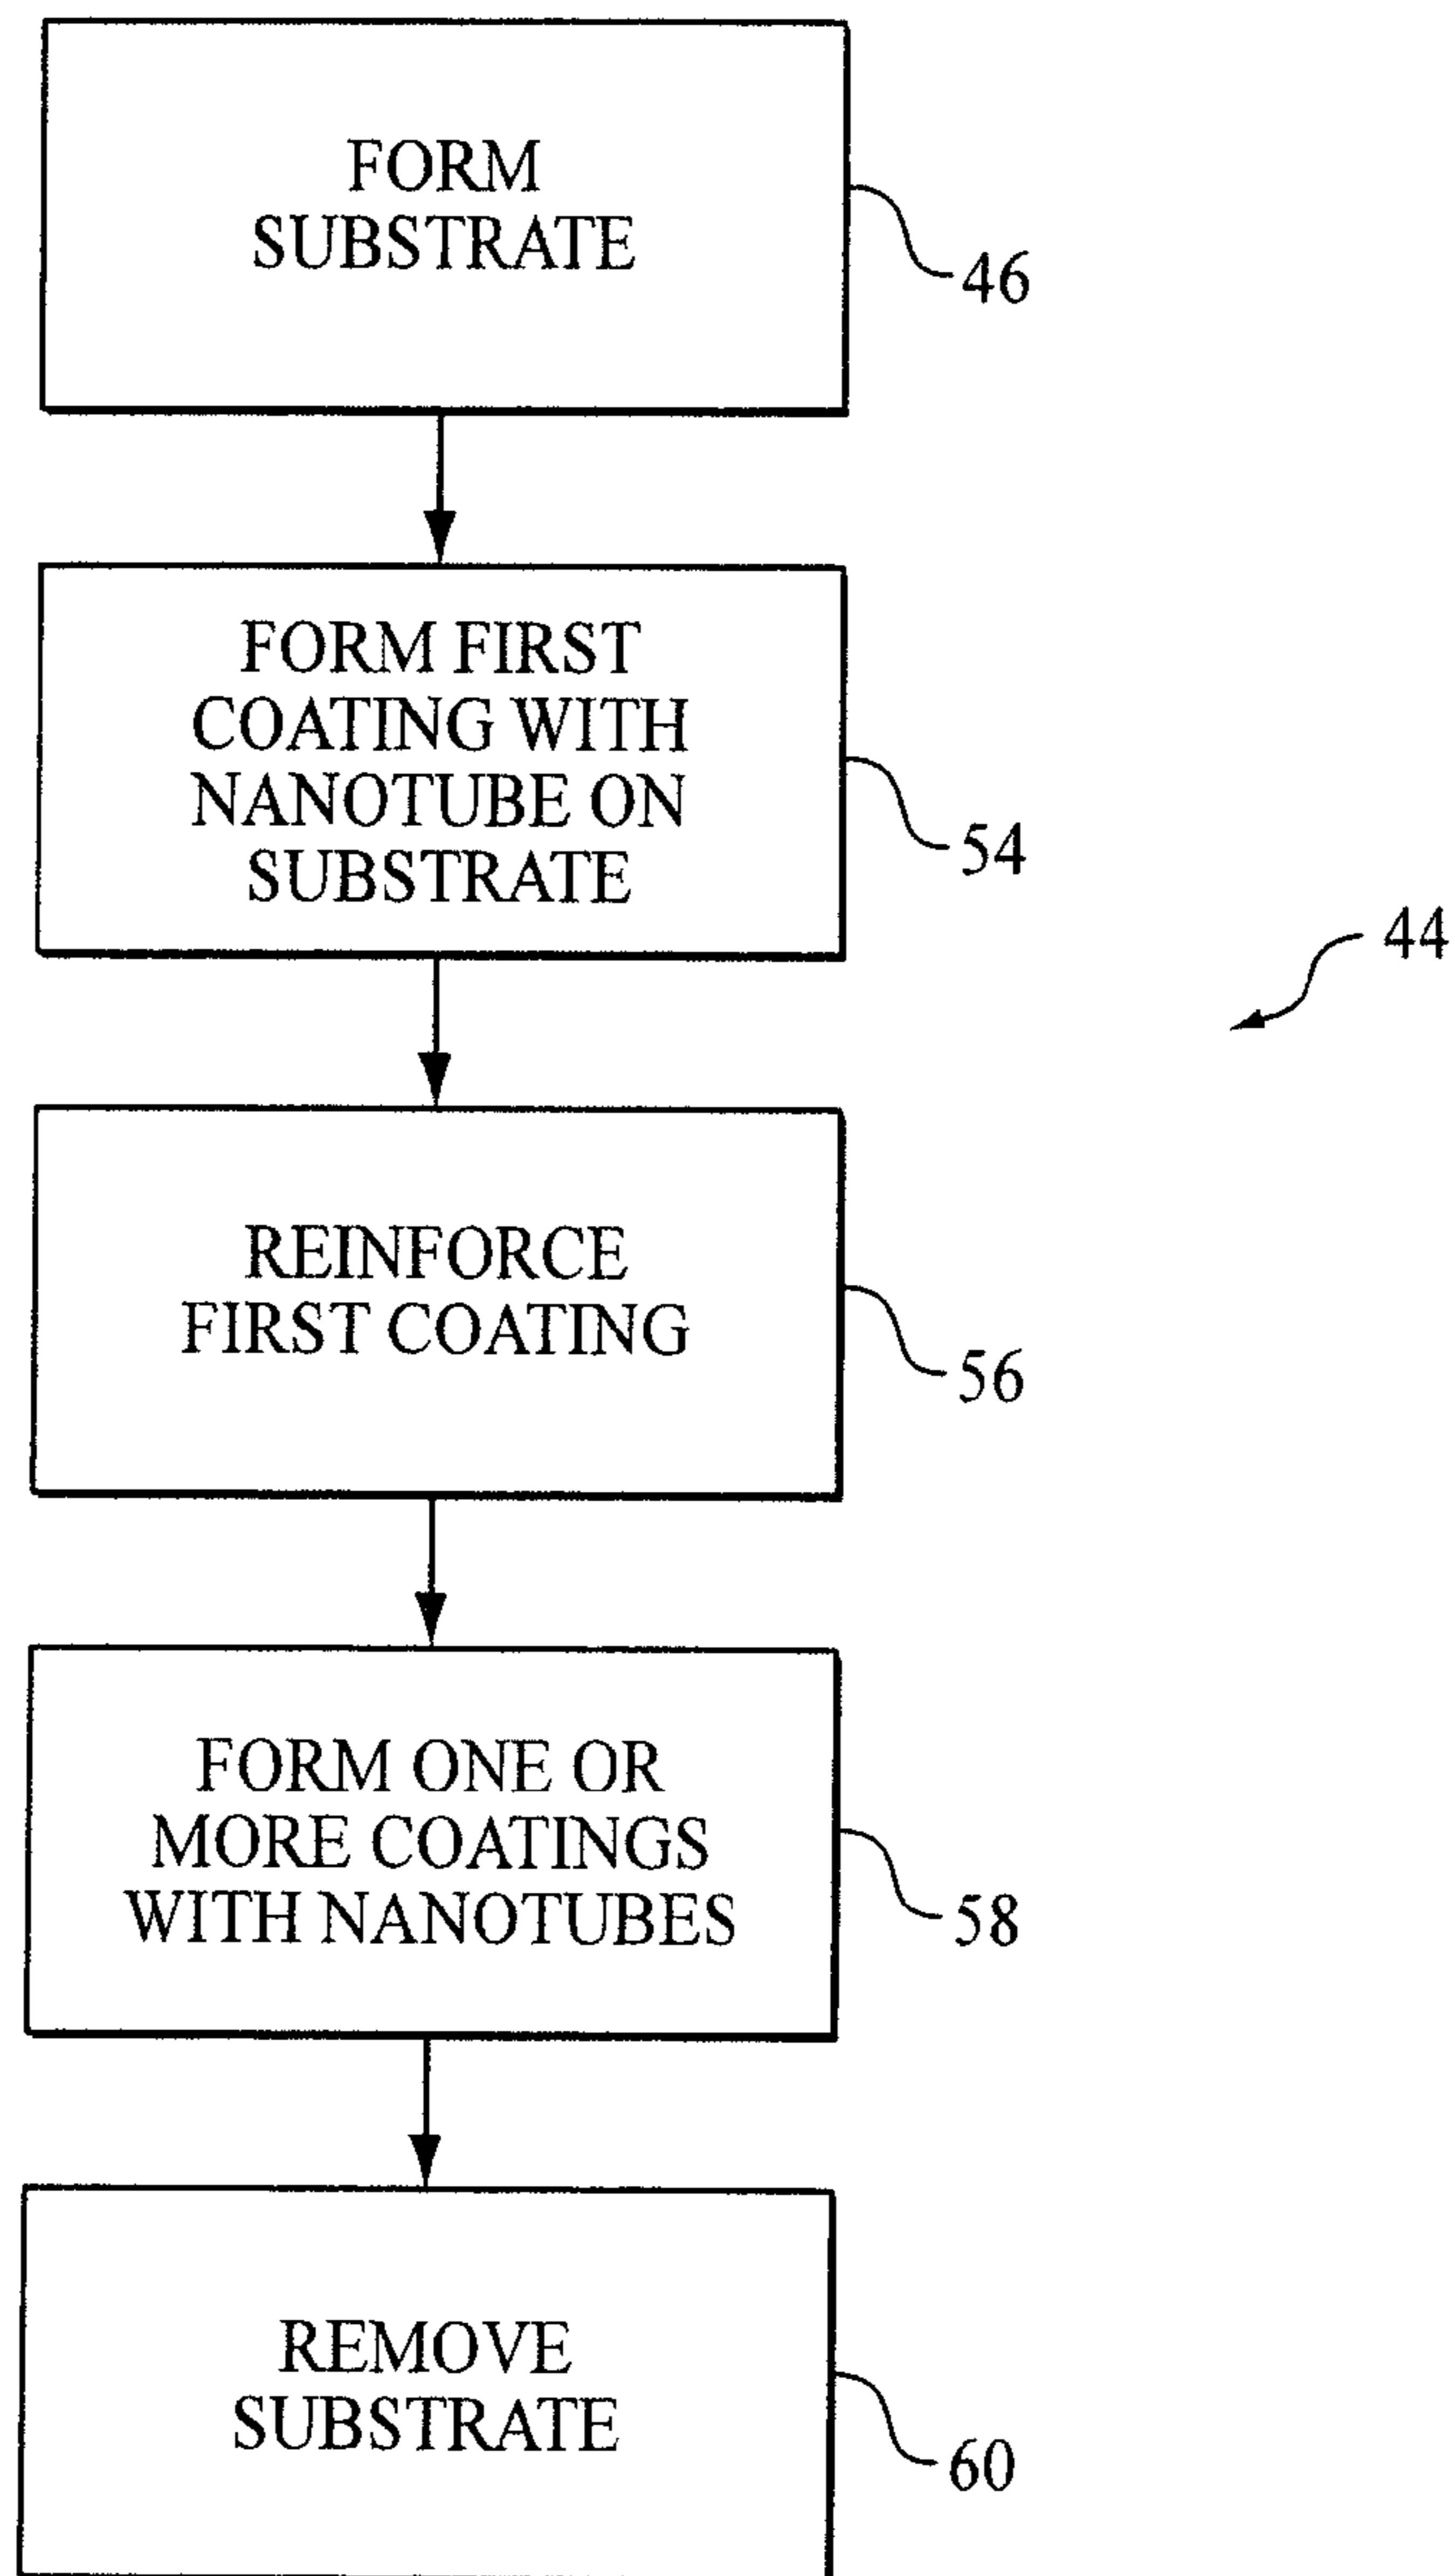 FORM
SUBSTRATE
46
FORM FIRST
COATING WITH
NANOTUBE ON
SUBSTRATE
54
44
REINFORCE
FIRST COATING
56
FORM ONE OR
MORE COATINGS
WITH NANOTUBES
58
REMOVE
SUBSTRATE
60